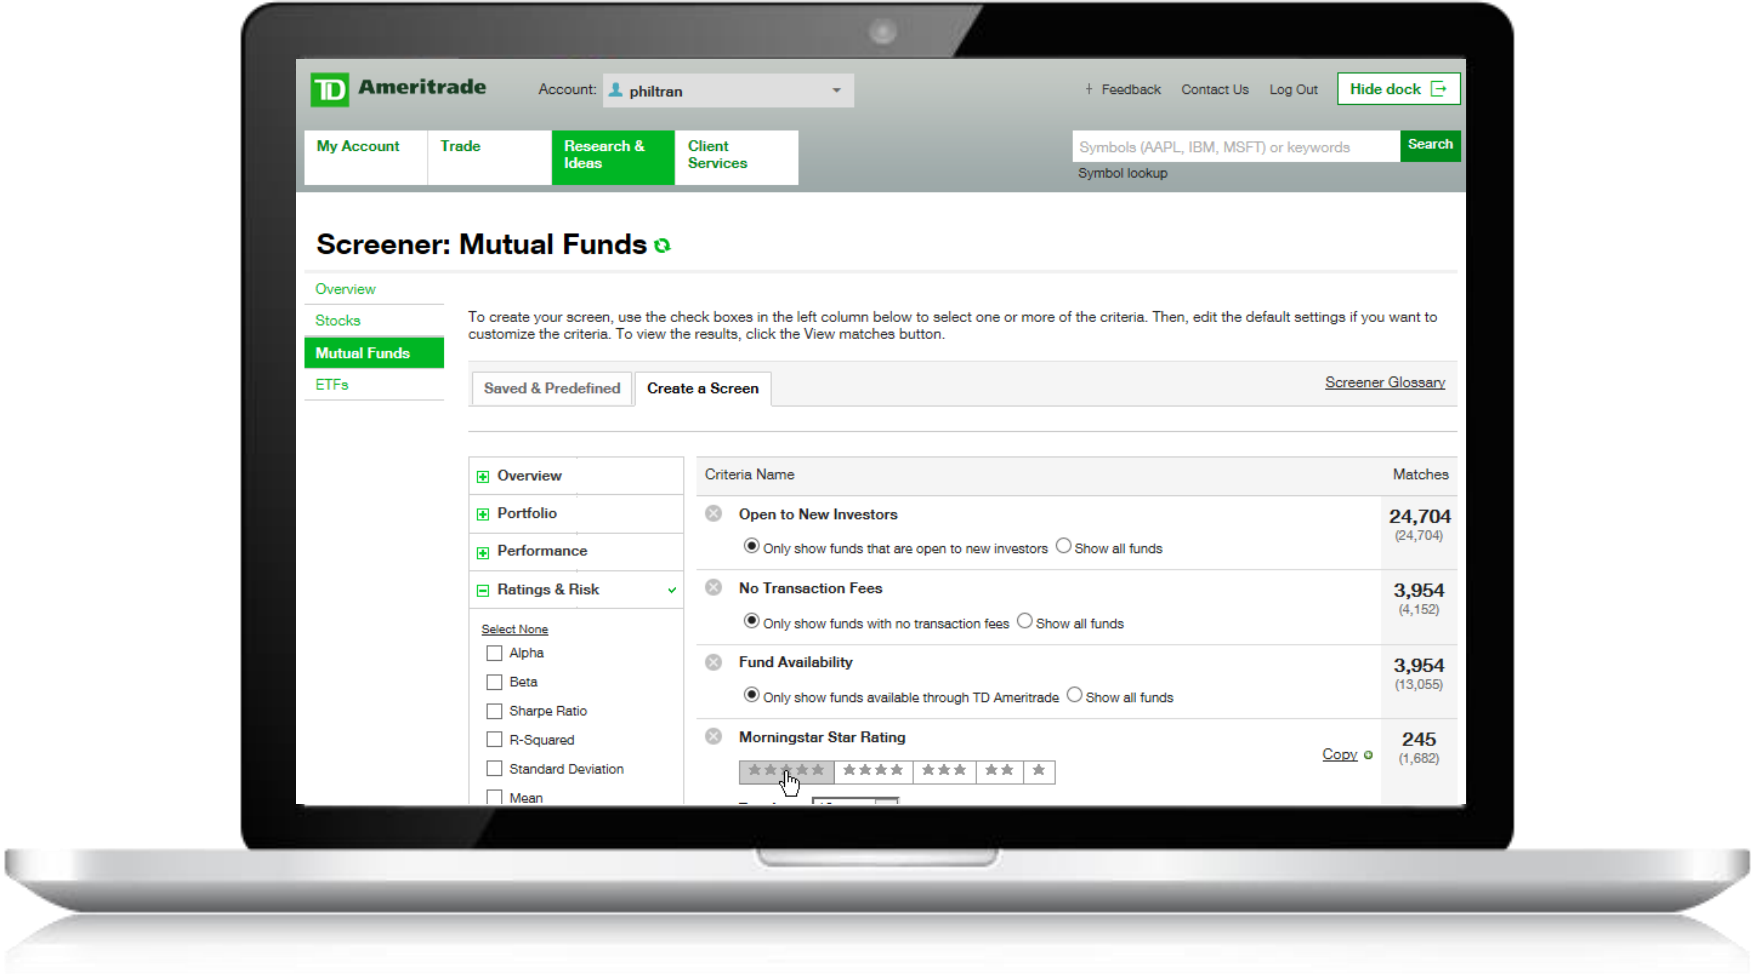 TD Ameritrade
Account: philtran
Feedback Contact Us Log Out Hide dock
My Account Trade Research & Ideas Client Services
Symbols (AAPL, IBM, MSFT) or keywords Search
Symbol lookup
Screener: Mutual Funds
Overview
Stocks
Mutual Funds
ETFs
To create your screen, use the check boxes in the left column below to select one or more of the criteria. Then, edit the default settings if you want to
customize the criteria. To view the results, click the View matches button.
Saved & Predefined Create a Screen Screener Glossary
Overview
Portfolio
Performance
Ratings & Risk
Select None
Alpha
Beta
Sharpe Ratio
R-Squared
Standard Deviation
Mean
Criteria Name Matches
Open to New Investors 24,704
(24,704)
Only show funds that are open to new investors Show all funds
No Transaction Fees 3,954
(4,152)
Only show funds with no transaction fees Show all funds
Fund Availability 3,954
(13,055)
Only show funds available through TD Ameritrade Show all funds
Morningstar Star Rating 245
Copy (1,682)